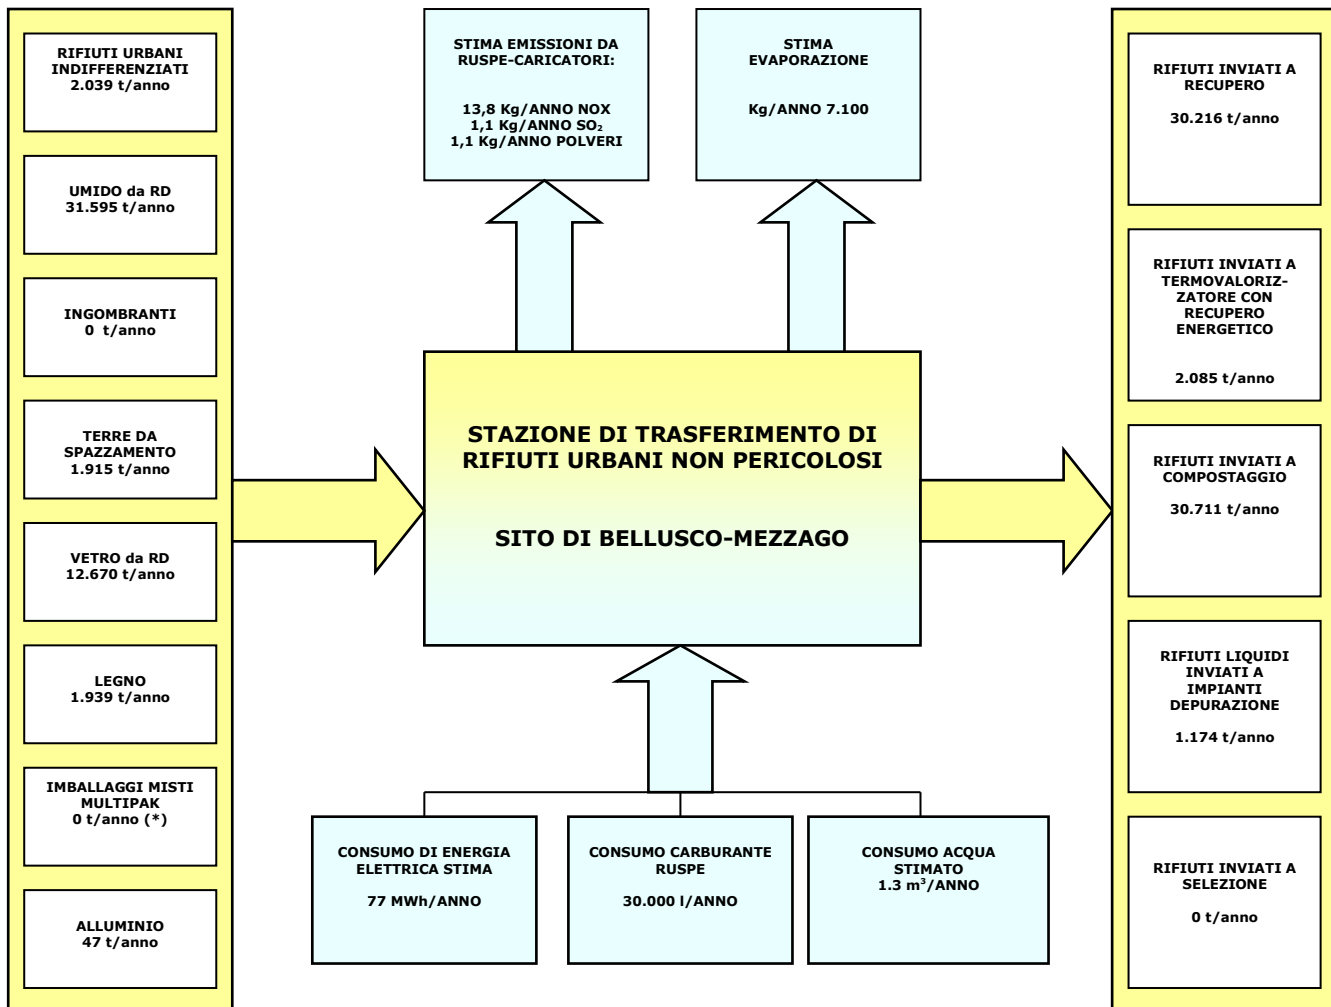 RIFIUTI URBANI
INDIFFERENZIATI
2.039 t/anno
UMIDO da RD
31.595 t/anno
INGOMBRANTI
0 t/anno
TERRE DA
SPAZZAMENTO
1.915 t/anno
VETRO da RD
12.670 t/anno
LEGNO
1.939 t/anno
IMBALLAGGI MISTI
MULTIPAK
0 t/anno (*)
ALLUMINIO
47 t/anno
STIMA EMISSIONI DA
RUSPE-CARICATORI:
13,8 Kg/ANNO NOX
1,1 Kg/ANNO SO₂
1,1 Kg/ANNO POLVERI
STIMA
EVAPORAZIONE
Kg/ANNO 7.100
STAZIONE DI TRASFERIMENTO DI
RIFIUTI URBANI NON PERICOLOSI
SITO DI BELLUSCO-MEZZAGO
CONSUMO DI ENERGIA
ELETTRICA STIMA
77 MWh/ANNO
CONSUMO CARBURANTE
RUSPE
30.000 l/ANNO
CONSUMO ACQUA
STIMATO
1.3 m³/ANNO
RIFIUTI INVIATI A
RECUPERO
30.216 t/anno
RIFIUTI INVIATI A
TERMOVALORIZ-
ZATORE CON
RECUPERO
ENERGETICO
2.085 t/anno
RIFIUTI INVIATI A
COMPOSTAGGIO
30.711 t/anno
RIFIUTI LIQUIDI
INVIATI A
IMPIANTI
DEPURAZIONE
1.174 t/anno
RIFIUTI INVIATI A
SELEZIONE
0 t/anno